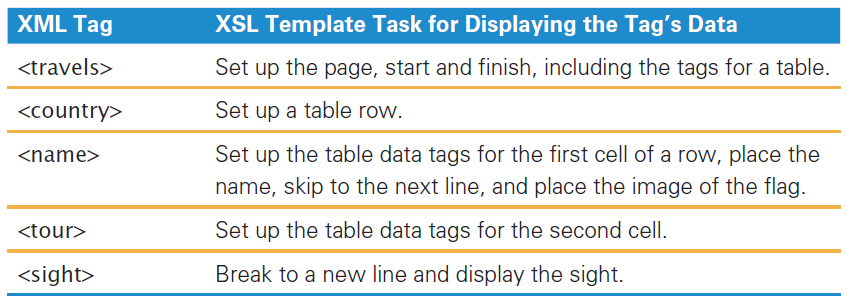 XML Tag XSL Template Task for Displaying the Tag’s Data
<travels> Set up the page, start and finish, including the tags for a table.
<country> Set up a table row.
<name> Set up the table data tags for the first cell of a row, place the
name, skip to the next line, and place the image of the flag.
<tour> Set up the table data tags for the second cell.
<sight> Break to a new line and display the sight.